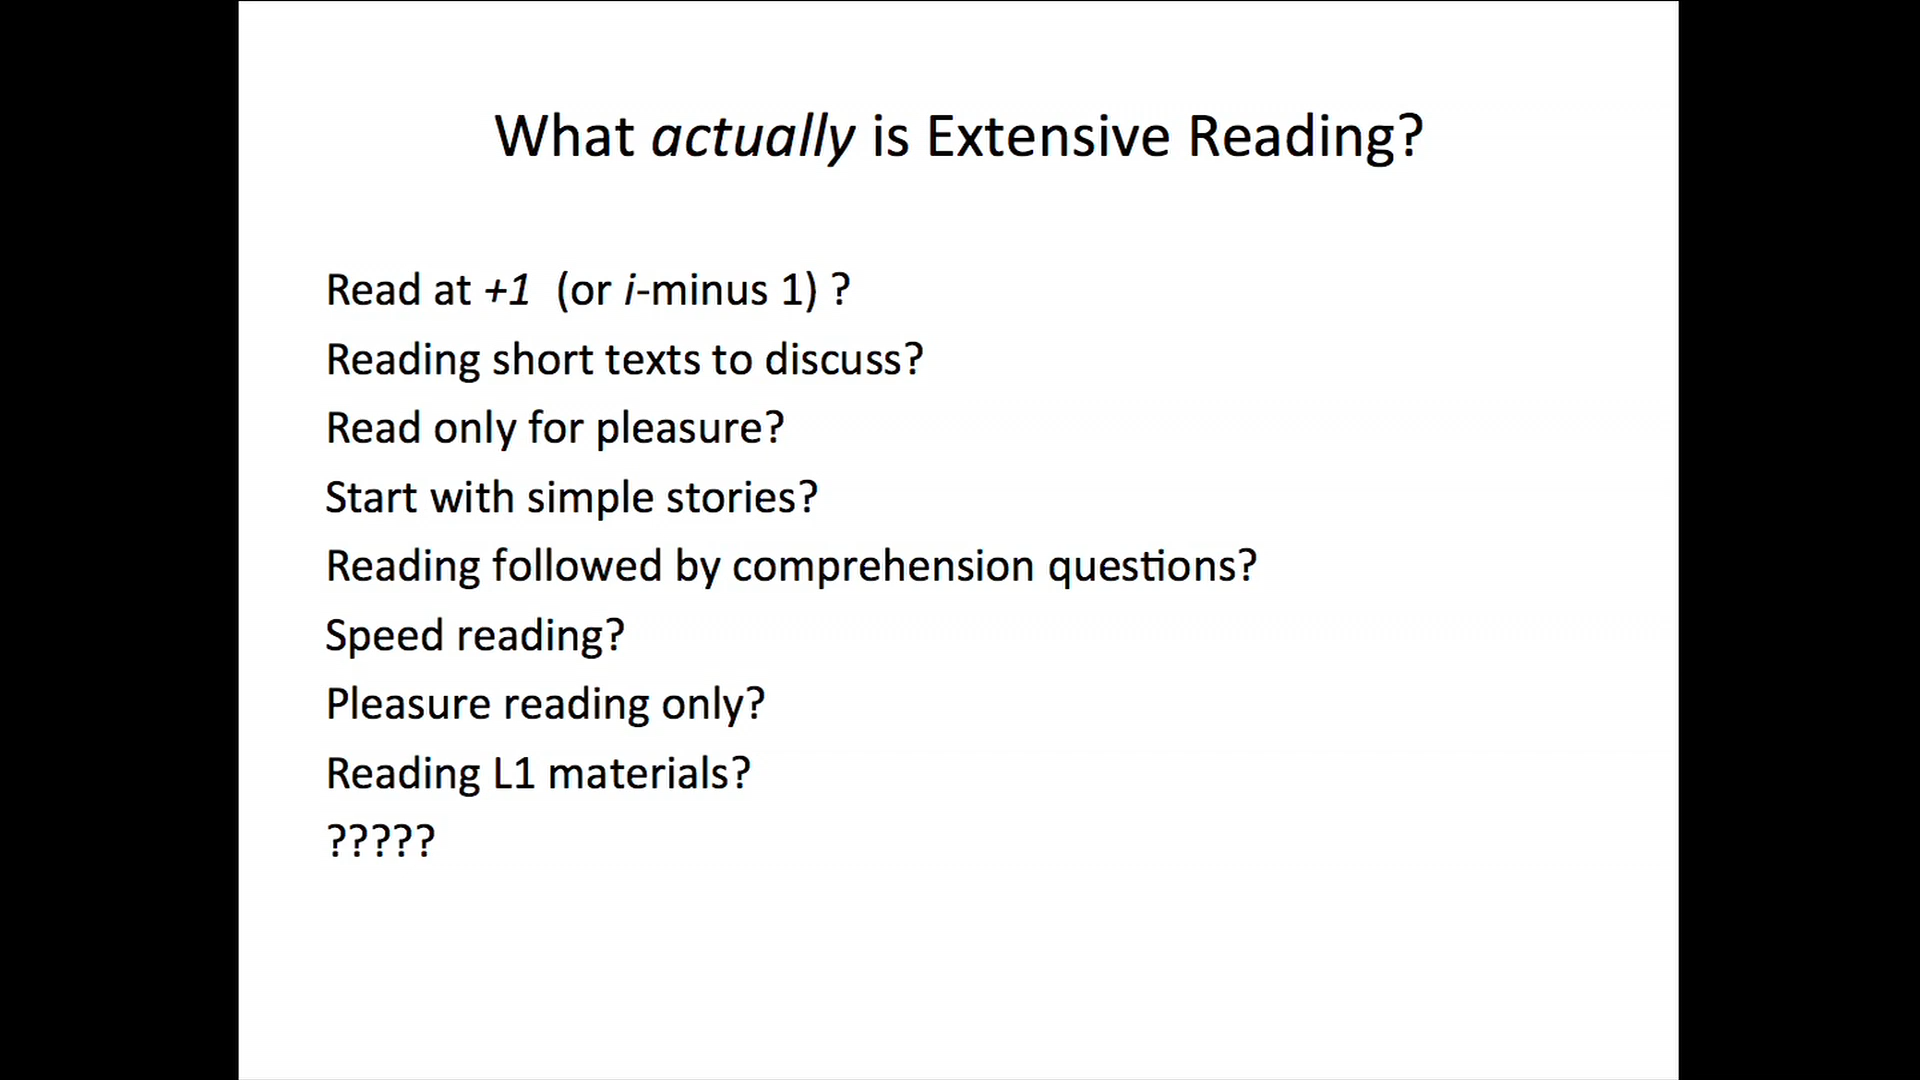 What actually is Extensive Reading?
Read at +1 (or i-minus 1) ?
Reading short texts to discuss?
Read only for pleasure?
Start with simple stories?
Reading followed by comprehension questions?
Speed reading?
Pleasure reading only?
Reading L1 materials?
?????